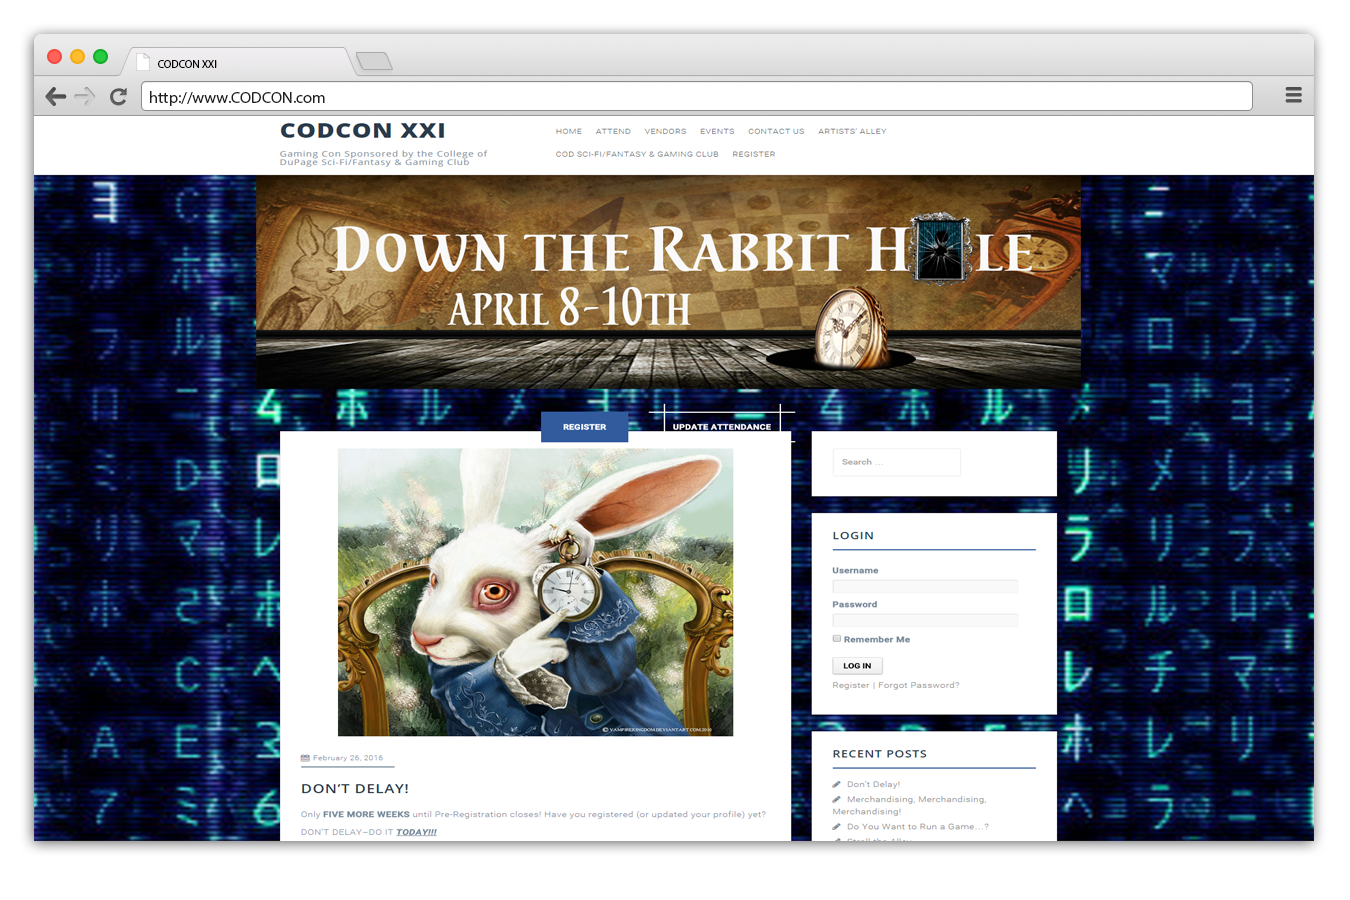 CODCON XXI
http://www.CODCON.com
CODCON XXI
Gaming Con Sponsored by the College of
DuPage Sci-Fi/Fantasy & Gaming Club
HOME ATTEND VENDORS EVENTS CONTACT US ARTISTS' ALLEY
COD SCI-FI/FANTASY & GAMING CLUB REGISTER
DOWN THE RABBIT H LE
APRIL 8-10TH
REGISTER
UPDATE ATTENDANCE
© VAMPIREKINGDOM.DEVIANTART.COM.2010
February 26, 2016
DON'T DELAY!
Only FIVE MORE WEEKS until Pre-Registration closes! Have you registered (or updated your profile) yet?
DON'T DELAY–DO IT TODAY!!!
Search …
LOGIN
Username
Password
Remember Me
LOG IN
Register | Forgot Password?
RECENT POSTS
Don't Delay!
Merchandising, Merchandising,
Merchandising!
Do You Want to Run a Game…?
Stroll the Alley